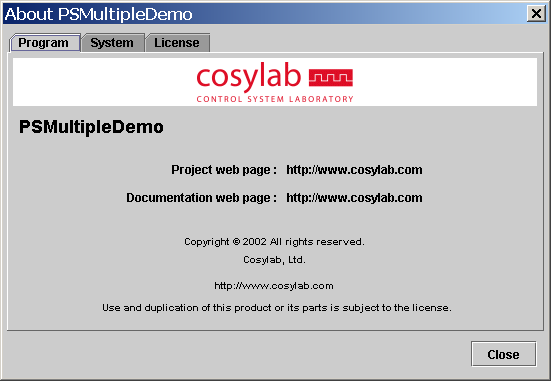 About PSMultipleDemo
Program System License
cosylab
CONTROL SYSTEM LABORATORY
PSMultipleDemo
Project web page : http://www.cosylab.com
Documentation web page : http://www.cosylab.com
Copyright © 2002 All rights reserved.
Cosylab, Ltd.
http://www.cosylab.com
Use and duplication of this product or its parts is subject to the license.
Close